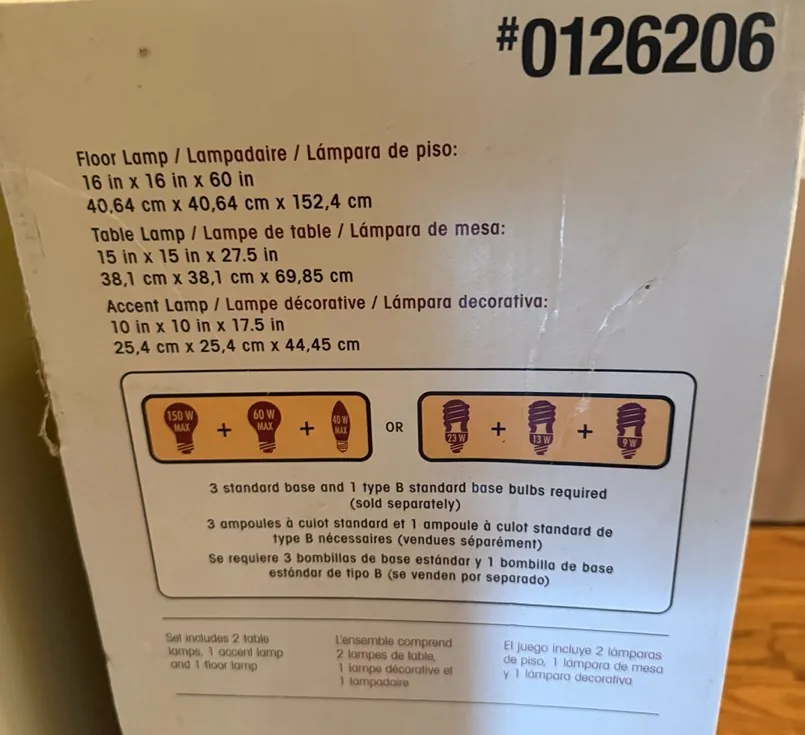 #0126206
Floor Lamp / Lampadaire / Lámpara de piso:
16 in x 16 in x 60 in
40,64 cm x 40,64 cm x 152,4 cm
Table Lamp / Lampe de table / Lámpara de mesa:
15 in x 15 in x 27.5 in
38,1 cm x 38,1 cm x 69,85 cm
Accent Lamp / Lampe décorative / Lámpara decorativa:
10 in x 10 in x 17.5 in
25,4 cm x 25,4 cm x 44,45 cm
150 W MAX + 60 W MAX + 40 W MAX OR 23 W + 13 W + 9 W
3 standard base and 1 type B standard base bulbs required
(sold separately)
3 ampoules à culot standard et 1 ampoule à culot standard de
type B nécessaires (vendues séparément)
Se requiere 3 bombillas de base estándar y 1 bombilla de base
estándar de tipo B (se venden por separado)
Set includes 2 table
lamps, 1 accent lamp
and 1 floor lamp
L'ensemble comprend
2 lampes de table,
1 lampe décorative et
1 lampadaire
El juego incluye 2 lámparas
de piso, 1 lámpara de mesa
y 1 lámpara decorativa